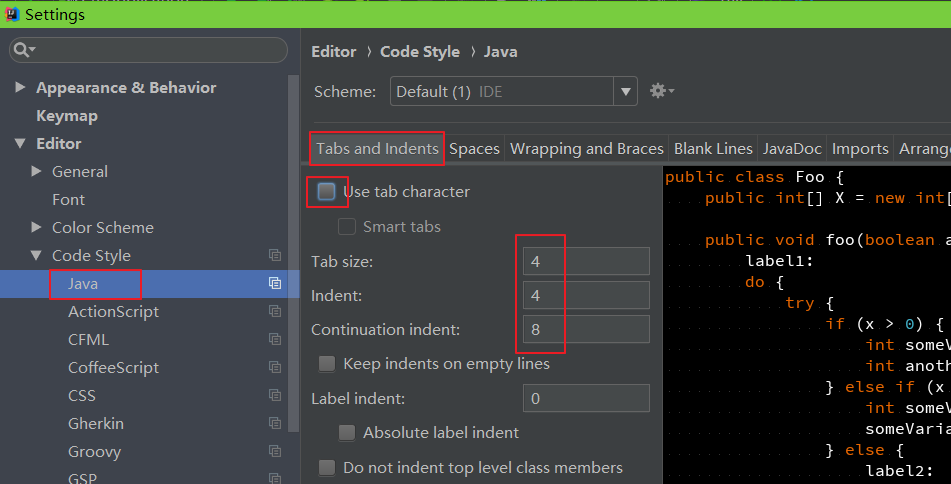 Settings
Appearance & Behavior
Keymap
Editor
General
Font
Color Scheme
Code Style
Java
ActionScript
CFML
CoffeeScript
CSS
Gherkin
Groovy
GSP
Editor › Code Style › Java
Scheme: Default (1) IDE
Tabs and Indents Spaces Wrapping and Braces Blank Lines JavaDoc Imports Arrang
Use tab character
Smart tabs
Tab size: 4
Indent: 4
Continuation indent: 8
Keep indents on empty lines
Label indent: 0
Absolute label indent
Do not indent top level class members
public class Foo {
public int[] X = new int[
public void foo(boolean a
label1:
do {
try {
if (x > 0) {
int someV
int anoth
} else if (x
int someV
someVaria
} else {
label2: